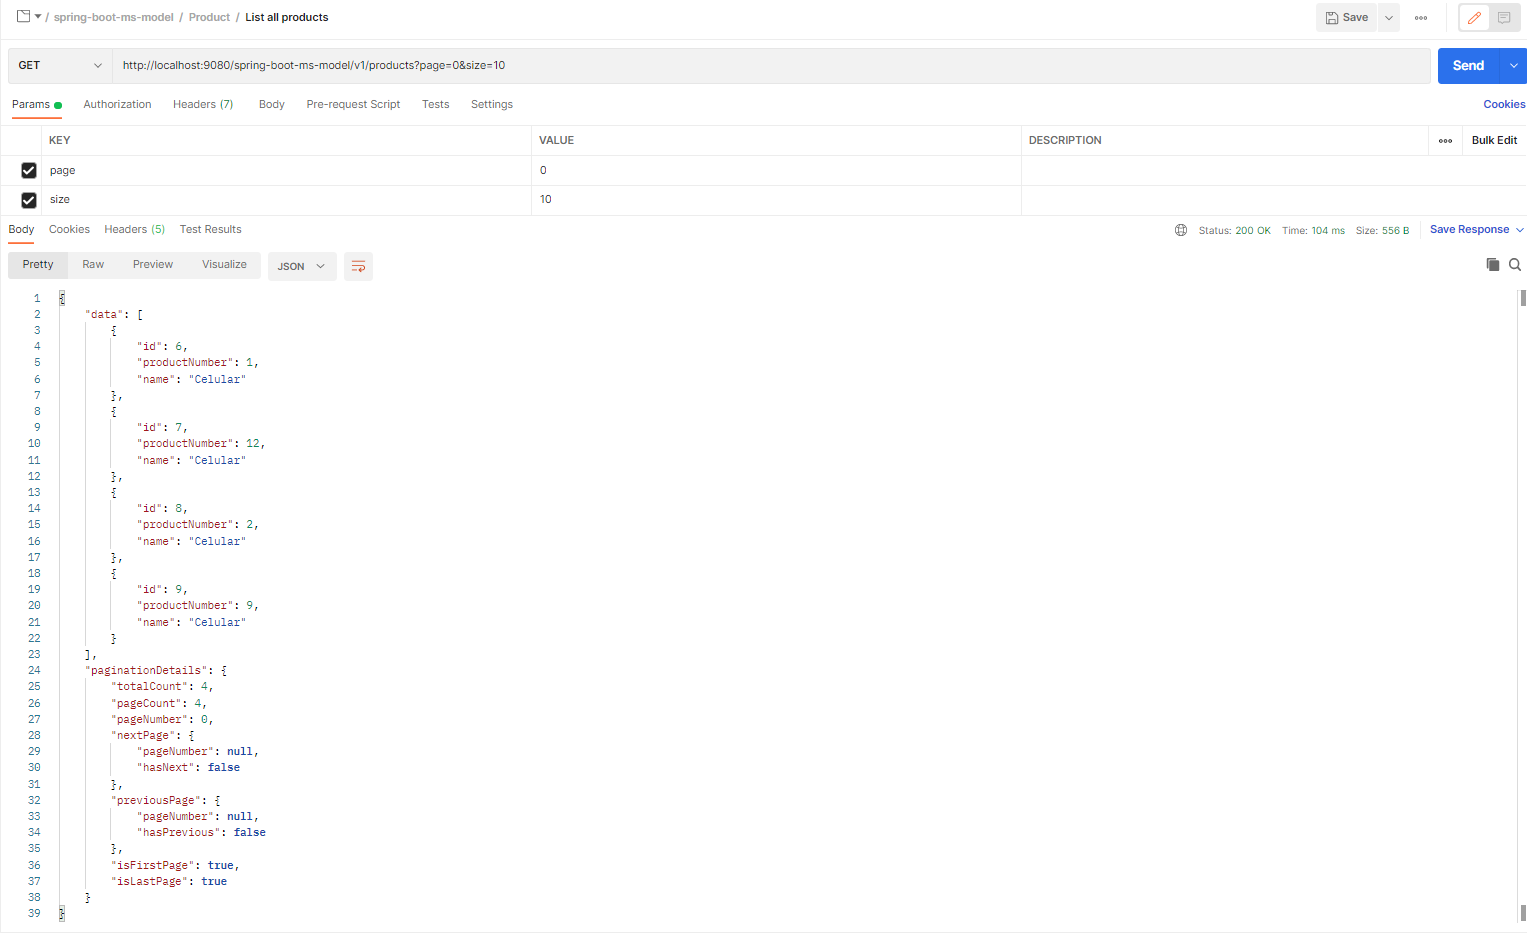 / spring-boot-ms-model / Product / List all products
Save
GET
http://localhost:9080/spring-boot-ms-model/v1/products?page=0&size=10
Send
Params Authorization Headers (7) Body Pre-request Script Tests Settings
Cookies
KEY VALUE DESCRIPTION Bulk Edit
page 0
size 10
Body Cookies Headers (5) Test Results
Status: 200 OK Time: 104 ms Size: 556 B Save Response
Pretty Raw Preview Visualize JSON
1 {
2 "data": [
3 {
4 "id": 6,
5 "productNumber": 1,
6 "name": "Celular"
7 },
8 {
9 "id": 7,
10 "productNumber": 12,
11 "name": "Celular"
12 },
13 {
14 "id": 8,
15 "productNumber": 2,
16 "name": "Celular"
17 },
18 {
19 "id": 9,
20 "productNumber": 9,
21 "name": "Celular"
22 }
23 ],
24 "paginationDetails": {
25 "totalCount": 4,
26 "pageCount": 4,
27 "pageNumber": 0,
28 "nextPage": {
29 "pageNumber": null,
30 "hasNext": false
31 },
32 "previousPage": {
33 "pageNumber": null,
34 "hasPrevious": false
35 },
36 "isFirstPage": true,
37 "isLastPage": true
38 }
39 }